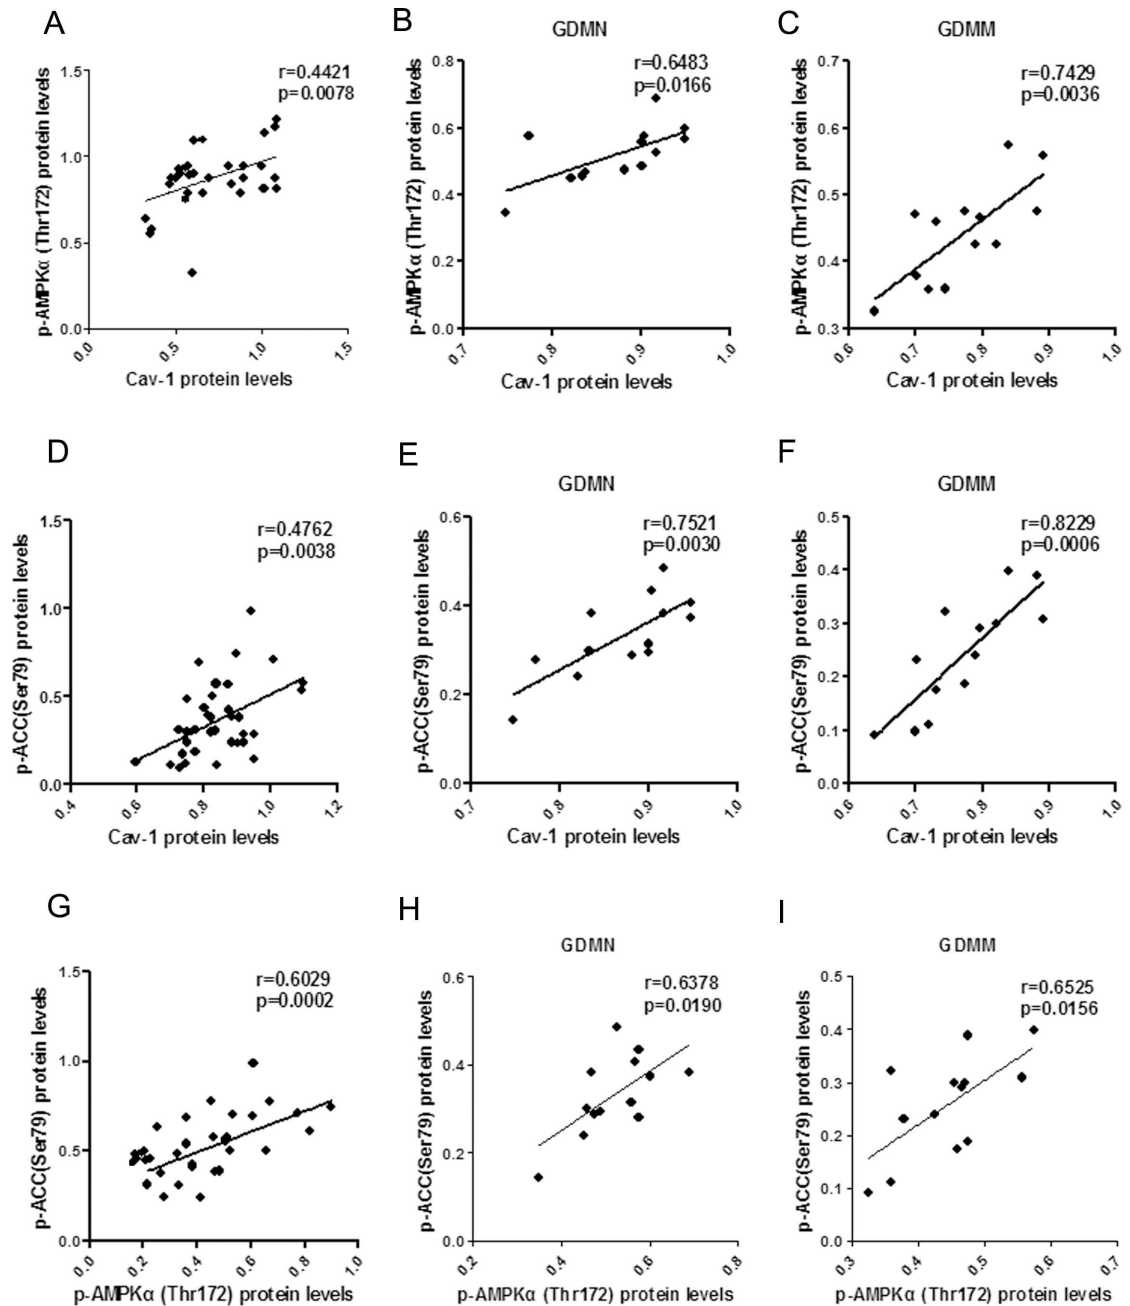 A
r=0.4421
p=0.0078
p-AMPKα (Thr172) protein levels
1.5
1.0
0.5
0.0
0.0 0.5 1.0 1.5
Cav-1 protein levels
B
GDMN
r=0.6483
p=0.0166
p-AMPKα (Thr172) protein levels
0.8
0.6
0.4
0.2
0.0
0.7 0.8 0.9 1.0
Cav-1 protein levels
C
GDMM
r=0.7429
p=0.0036
p-AMPKα (Thr172) protein levels
0.7
0.6
0.5
0.4
0.3
0.6 0.7 0.8 0.9 1.0
Cav-1 protein levels
D
r=0.4762
p=0.0038
p-ACC(Ser79) protein levels
1.5
1.0
0.5
0.0
0.4 0.6 0.8 1.0 1.2
Cav-1 protein levels
E
GDMN
r=0.7521
p=0.0030
p-ACC(Ser79) protein levels
0.6
0.4
0.2
0.0
0.7 0.8 0.9 1.0
Cav-1 protein levels
F
GDMM
r=0.8229
p=0.0006
p-ACC(Ser79) protein levels
0.5
0.4
0.3
0.2
0.1
0.0
0.6 0.7 0.8 0.9 1.0
Cav-1 protein levels
G
r=0.6029
p=0.0002
p-ACC(Ser79) protein levels
1.5
1.0
0.5
0.0
0.0 0.2 0.4 0.6 0.8 1.0
p-AMPKα (Thr172) protein levels
H
GDMN
r=0.6378
p=0.0190
p-ACC(Ser79) protein levels
0.6
0.4
0.2
0.0
0.2 0.4 0.6 0.8
p-AMPKα (Thr172) protein levels
I
GDMM
r=0.6525
p=0.0156
p-ACC(Ser79) protein levels
0.5
0.4
0.3
0.2
0.1
0.0
0.3 0.4 0.5 0.6 0.7
p-AMPKα (Thr172) protein levels